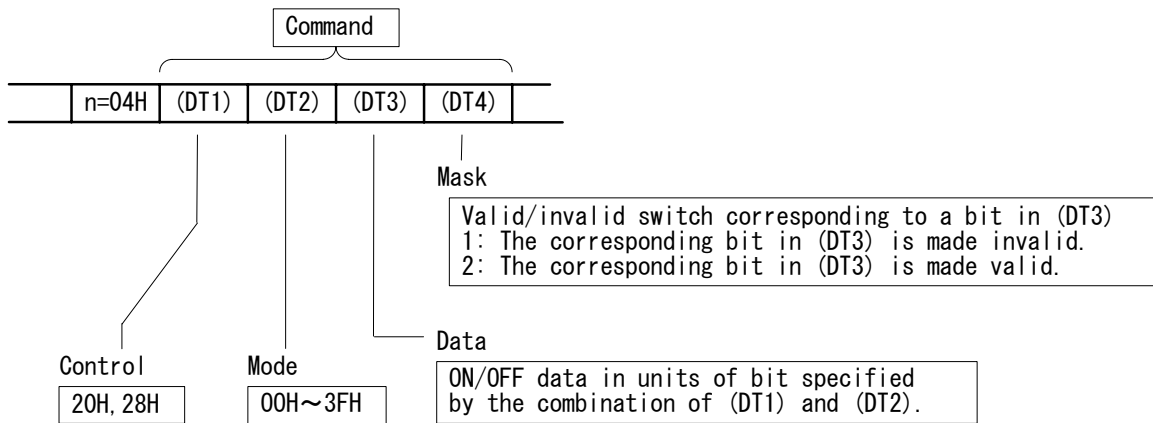 Command
n=04H (DT1) (DT2) (DT3) (DT4)
Mask
Valid/invalid switch corresponding to a bit in (DT3)
1: The corresponding bit in (DT3) is made invalid.
2: The corresponding bit in (DT3) is made valid.
Control
20H, 28H
Mode
00H～3FH
Data
ON/OFF data in units of bit specified
by the combination of (DT1) and (DT2).